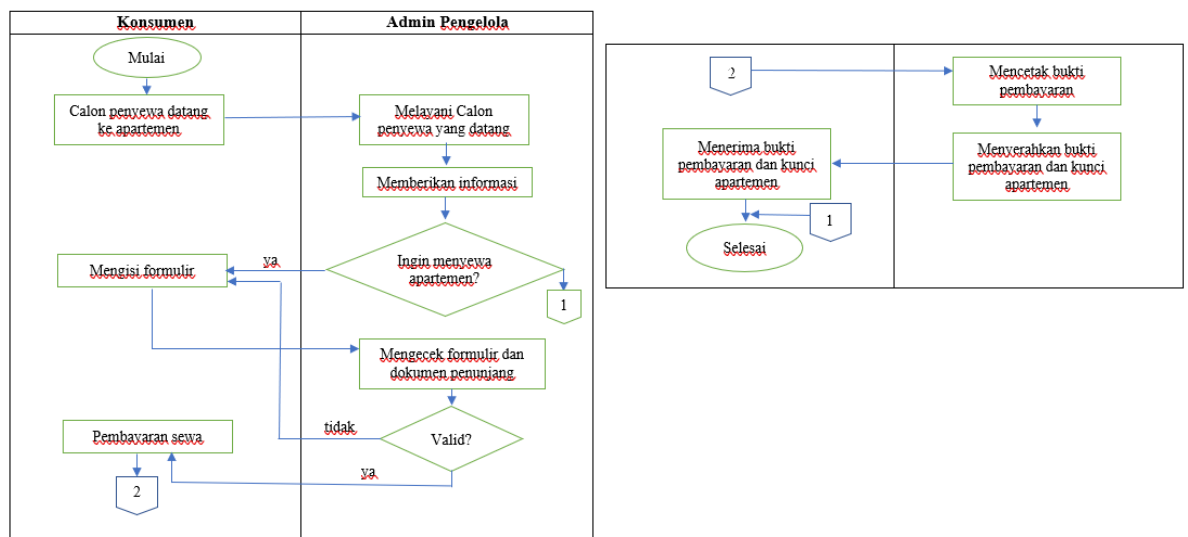 Konsumen
Admin Pengelola
Mulai
Calon penyewa datang
ke apartemen
Melayani Calon
penyewa yang datang
Memberikan informasi
Ingin menyewa
apartemen?
ya
Mengisi formulir
1
Mengecek formulir dan
dokumen penunjang
Valid?
tidak
ya
Pembayaran sewa
2
2
Mencetak bukti
pembayaran
Menyerahkan bukti
pembayaran dan kunci
apartemen
Menerima bukti
pembayaran dan kunci
apartemen
1
Selesai